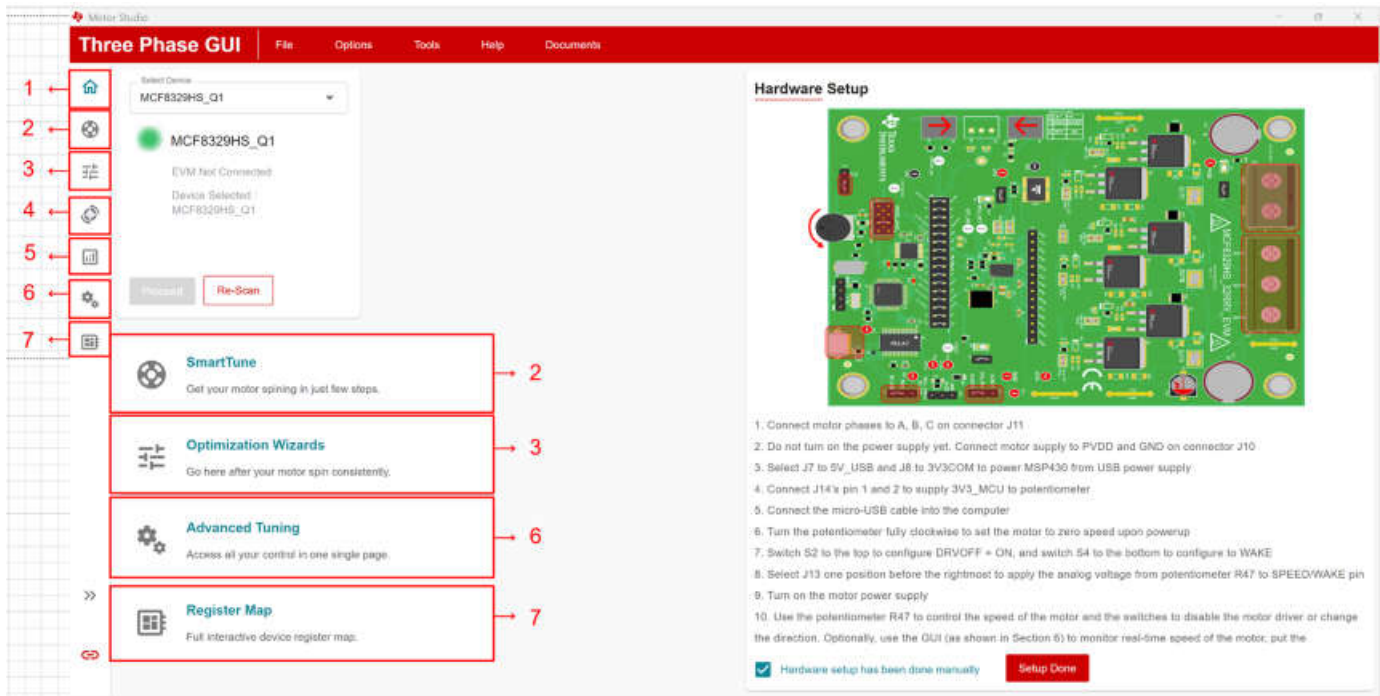 Motor Studio
Three Phase GUI File Options Tools Help Documents
1
2
3
4
5
6
7
Select Device
MCF8329HS_Q1
MCF8329HS_Q1
EVM Not Connected
Device Selected :
MCF8329HS_Q1
Proceed Re-Scan
SmartTune
Get your motor spining in just few steps.
2
Optimization Wizards
Go here after your motor spin consistently.
3
Advanced Tuning
Access all your control in one single page.
6
Register Map
Full interactive device register map.
7
Hardware Setup
TEXAS INSTRUMENTS
1. Connect motor phases to A, B, C on connector J11
2. Do not turn on the power supply yet. Connect motor supply to PVDD and GND on connector J10
3. Select J7 to 5V_USB and J8 to 3V3COM to power MSP430 from USB power supply
4. Connect J14's pin 1 and 2 to supply 3V3_MCU to potentiometer
5. Connect the micro-USB cable into the computer
6. Turn the potentiometer fully clockwise to set the motor to zero speed upon powerup
7. Switch S2 to the top to configure DRVOFF = ON, and switch S4 to the bottom to configure to WAKE
8. Select J13 one position before the rightmost to apply the analog voltage from potentiometer R47 to SPEED/WAKE pin
9. Turn on the motor power supply
10. Use the potentiometer R47 to control the speed of the motor and the switches to disable the motor driver or change
the direction. Optionally, use the GUI (as shown in Section 6) to monitor real-time speed of the motor, put the
Hardware setup has been done manually Setup Done